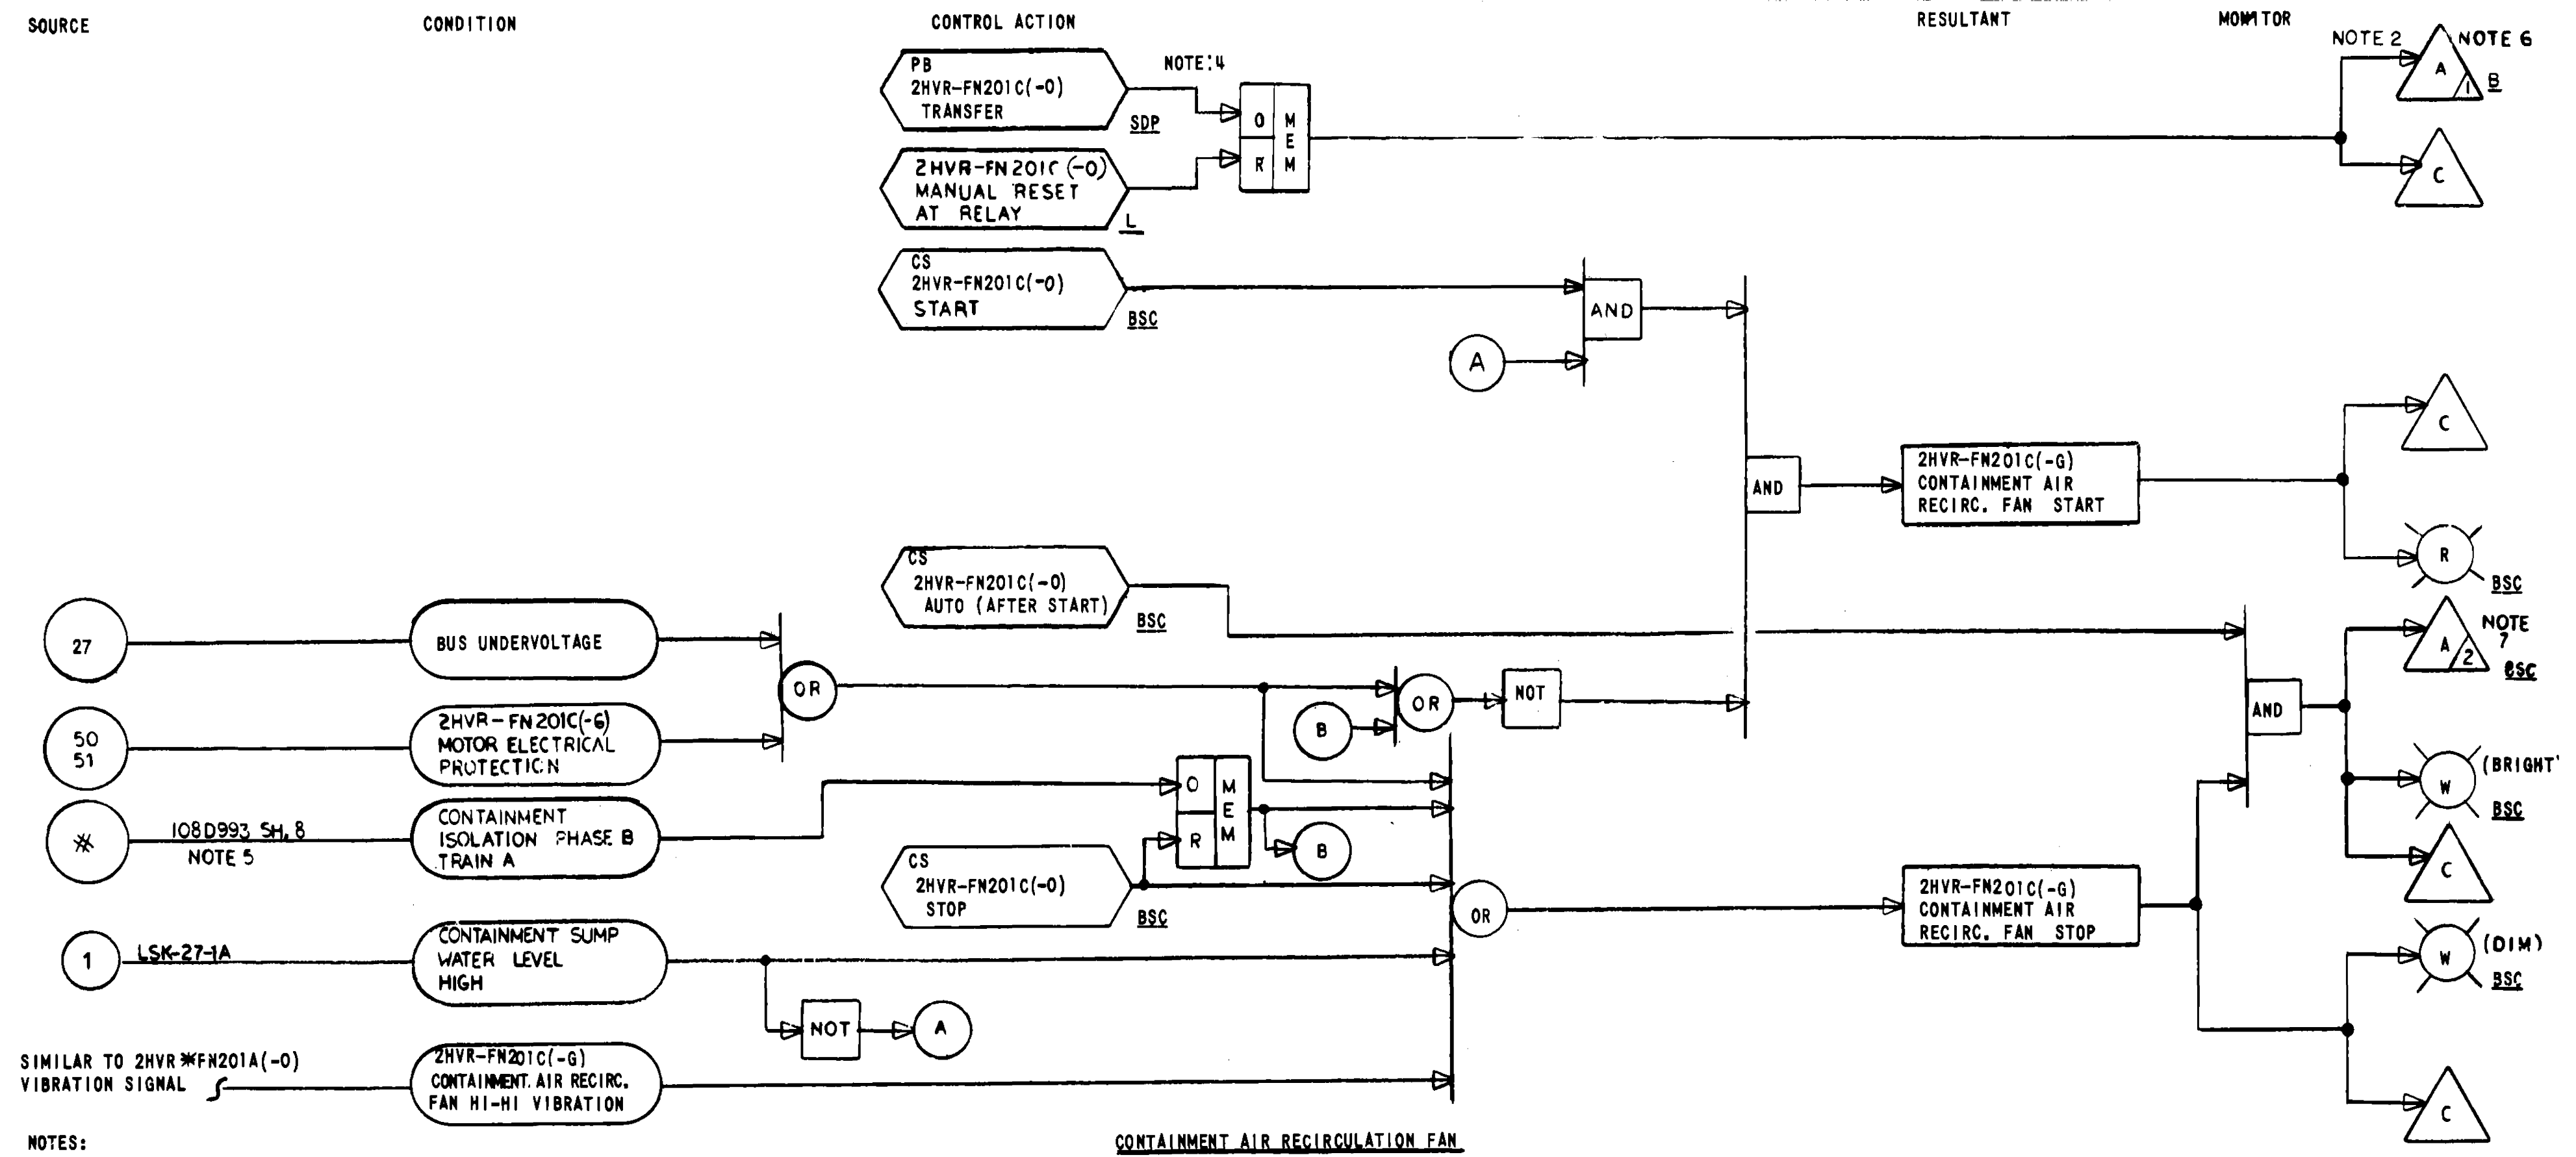 SOURCE
CONDITION
CONTROL ACTION
RESULTANT
MONITOR
PB
2HVR-FN201C(-O)
TRANSFER
SDP
NOTE:4
2HVR-FN201C (-O)
MANUAL RESET
AT RELAY
L
O
R
MEM
NOTE 2
A
1
NOTE 6
B
C
CS
2HVR-FN201C(-O)
START
BSC
A
AND
AND
2HVR-FN201C(-G)
CONTAINMENT AIR
RECIRC. FAN START
C
R
BSC
CS
2HVR-FN201C(-O)
AUTO (AFTER START)
BSC
27
BUS UNDERVOLTAGE
50
51
2HVR-FN201C(-G)
MOTOR ELECTRICAL
PROTECTION
OR
B
OR
NOT
AND
A
2
NOTE
7
BSC
W
(BRIGHT
BSC
C
*
108D993 SH. 8
NOTE 5
CONTAINMENT
ISOLATION PHASE B
TRAIN A
O
R
MEM
B
CS
2HVR-FN201C(-O)
STOP
BSC
OR
2HVR-FN201C(-G)
CONTAINMENT AIR
RECIRC. FAN STOP
W
(DIM)
BSC
C
1
LSK-27-1A
CONTAINMENT SUMP
WATER LEVEL
HIGH
NOT
A
SIMILAR TO 2HVR*FN201A(-O)
VIBRATION SIGNAL
2HVR-FN201C(-G)
CONTAINMENT. AIR RECIRC.
FAN HI-HI VIBRATION
NOTES:
CONTAINMENT AIR RECIRCULATION FAN